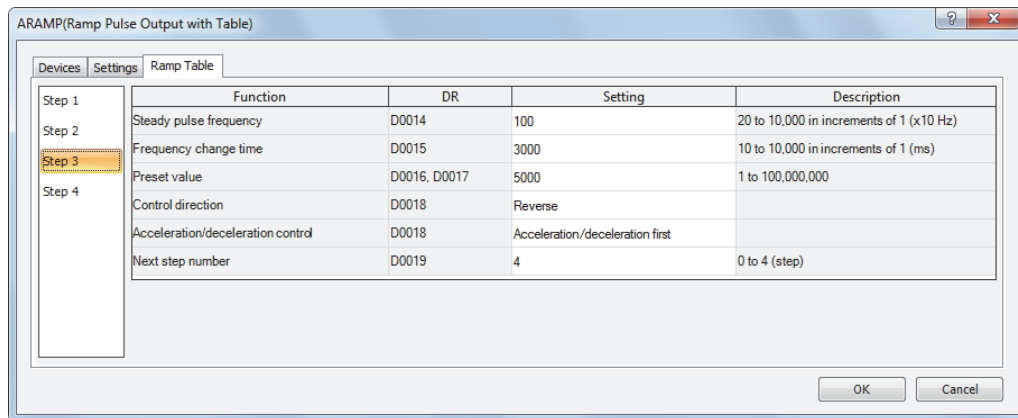 ARAMP(Ramp Pulse Output with Table)
? X
Devices Settings Ramp Table
Step 1
Step 2
Step 3
Step 4
Function DR Setting Description
Steady pulse frequency D0014 100 20 to 10,000 in increments of 1 (x10 Hz)
Frequency change time D0015 3000 10 to 10,000 in increments of 1 (ms)
Preset value D0016, D0017 5000 1 to 100,000,000
Control direction D0018 Reverse
Acceleration/deceleration control D0018 Acceleration/deceleration first
Next step number D0019 4 0 to 4 (step)
OK Cancel